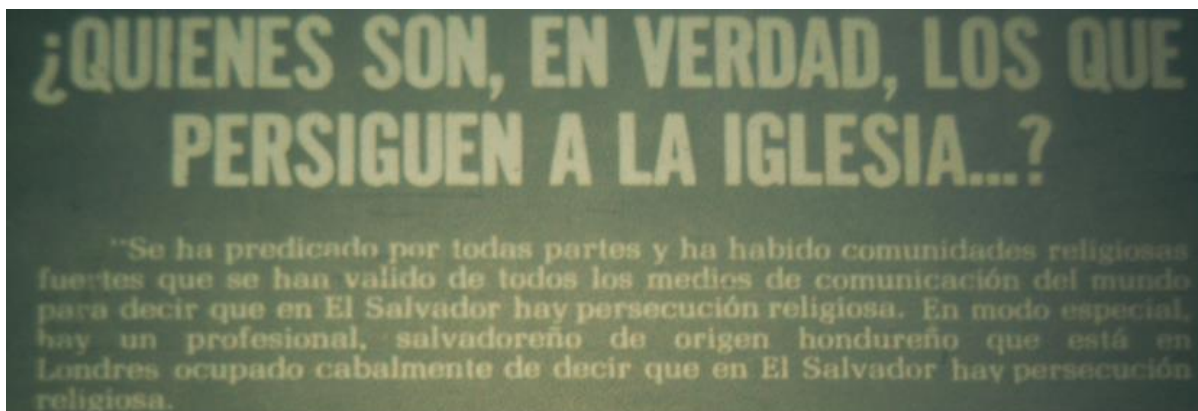 ¿QUIENES SON, EN VERDAD, LOS QUE
PERSIGUEN A LA IGLESIA...?
"Se ha predicado por todas partes y ha habido comunidades religiosas
fuertes que se han valido de todos los medios de comunicación del mundo
para decir que en El Salvador hay persecución religiosa. En modo especial,
hay un profesional, salvadoreño de origen hondureño que está en
Londres ocupado cabalmente de decir que en El Salvador hay persecución
religiosa.